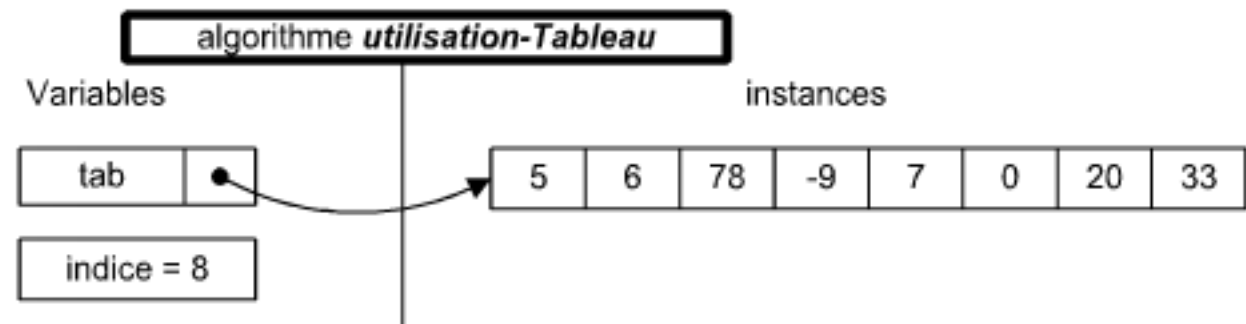 algorithme utilisation-Tableau
Variables instances
tab 5 6 78 -9 7 0 20 33
indice = 8